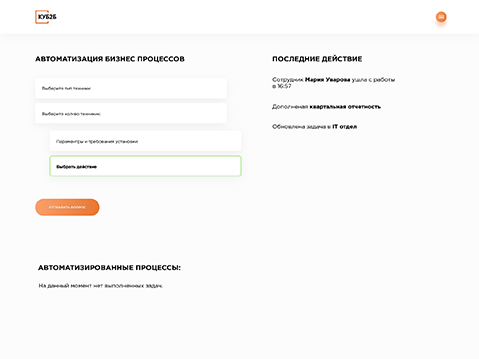 КУБ2Б
АВТОМАТИЗАЦИЯ БИЗНЕС ПРОЦЕССОВ
Выберите тип техники:
Выберите кол-во техники:
Параметры и требования установки
Выбрать действие
ПОСЛЕДНИЕ ДЕЙСТВИЕ
Сотрудник Мария Уварова ушла с работы
в 16:57
Дополненая квартальная отчетность
Обновлена задача в IT отдел
АВТОМАТИЗИРОВАННЫЕ ПРОЦЕССЫ:
На данный момент нет выполненных задач.